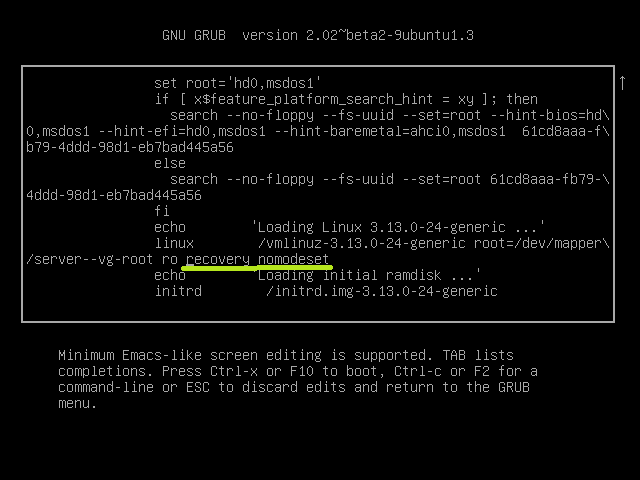 GNU GRUB  version 2.02~beta2-9ubuntu1.3
set root='hd0,msdos1'
if [ x$feature_platform_search_hint = xy ]; then
search --no-floppy --fs-uuid --set=root --hint-bios=hd\
0,msdos1 --hint-efi=hd0,msdos1 --hint-baremetal=ahci0,msdos1  61cd8aaa-f\
b79-4ddd-98d1-eb7bad445a56
else
search --no-floppy --fs-uuid --set=root 61cd8aaa-fb79-\
4ddd-98d1-eb7bad445a56
fi
echo        'Loading Linux 3.13.0-24-generic ...'
linux        /vmlinuz-3.13.0-24-generic root=/dev/mapper\
/server--vg-root ro recovery nomodeset
echo        'Loading initial ramdisk ...'
initrd        /initrd.img-3.13.0-24-generic
↑
Minimum Emacs-like screen editing is supported. TAB lists
completions. Press Ctrl-x or F10 to boot, Ctrl-c or F2 for a
command-line or ESC to discard edits and return to the GRUB
menu.